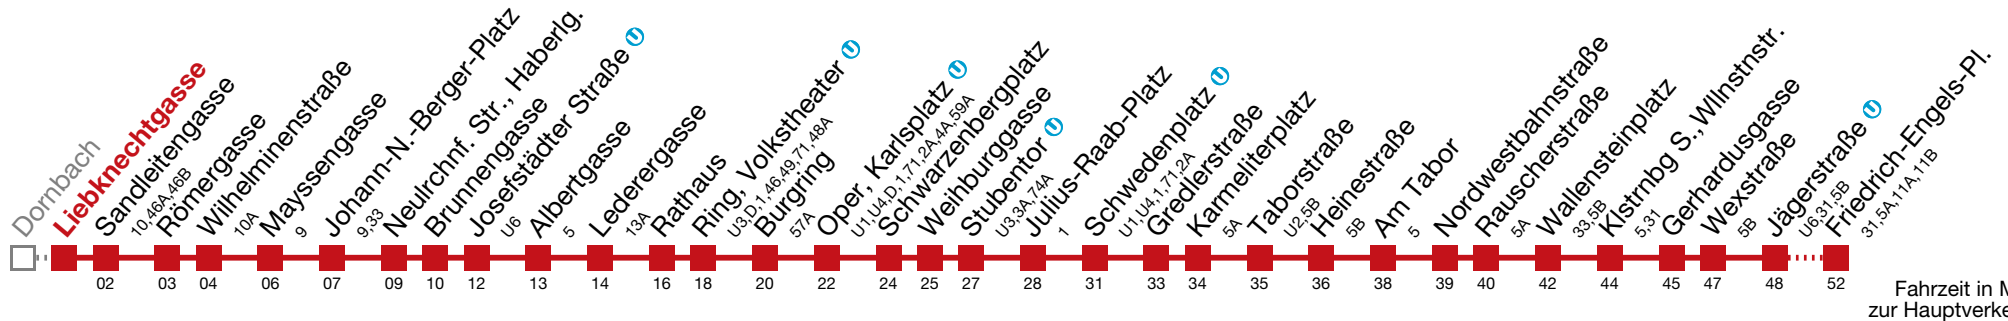 Dornbach
Liebknechtgasse
Sandleitengasse
10,46A,46B
Römergasse
Wilhelminenstraße
10A
Mayssengasse
9
Johann-N.-Berger-Platz
9,33
Neulrchnf. Str., Haberlg.
Brunnengasse
Josefstädter Straße U
U6
Albertgasse
5
Lederergasse
13A
Rathaus
Ring, Volkstheater U
U3,D,1,46,49,71,48A
Burgring
57A
Oper, Karlsplatz U
U1,U4,D,1,71,2A,4A,59A
Schwarzenbergplatz
Weihburggasse
Stubentor U
U3,3A,74A
Julius-Raab-Platz
1
Schwedenplatz U
U1,U4,1,71,2A
Gredlerstraße
Karmeliterplatz
5A
Taborstraße
U2,5B
Heinestraße
5B
Am Tabor
5
Nordwestbahnstraße
Rauscherstraße
5A
Wallensteinplatz
33,5B
Klstrnbg S., Wllnstnstr.
5,31
Gerhardusgasse
Wexstraße
5B
Jägerstraße U
U6,31,5B
Friedrich-Engels-Pl.
31,5A,11A,11B
02 03 04 06 07 09 10 12 13 14 16 18 20 22 24 25 27 28 31 33 34 35 36 38 39 40 42 44 45 47 48 52
Fahrzeit in M
zur Hauptverke